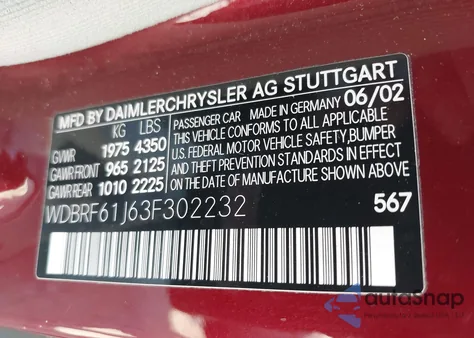 MFD BY DAIMLERCHRYSLER AG STUTTGART
KG LBS PASSENGER CAR MADE IN GERMANY 06/02
GVWR 1975 4350 THIS VEHICLE CONFORMS TO ALL APPLICABLE
GAWR FRONT 965 2125 U.S. FEDERAL MOTOR VEHICLE SAFETY, BUMPER
GAWR REAR 1010 2225 AND THEFT PREVENTION STANDARDS IN EFFECT
ON THE DATE OF MANUFACTURE SHOWN ABOVE
WDBRF61J63F302232 567
autosnap